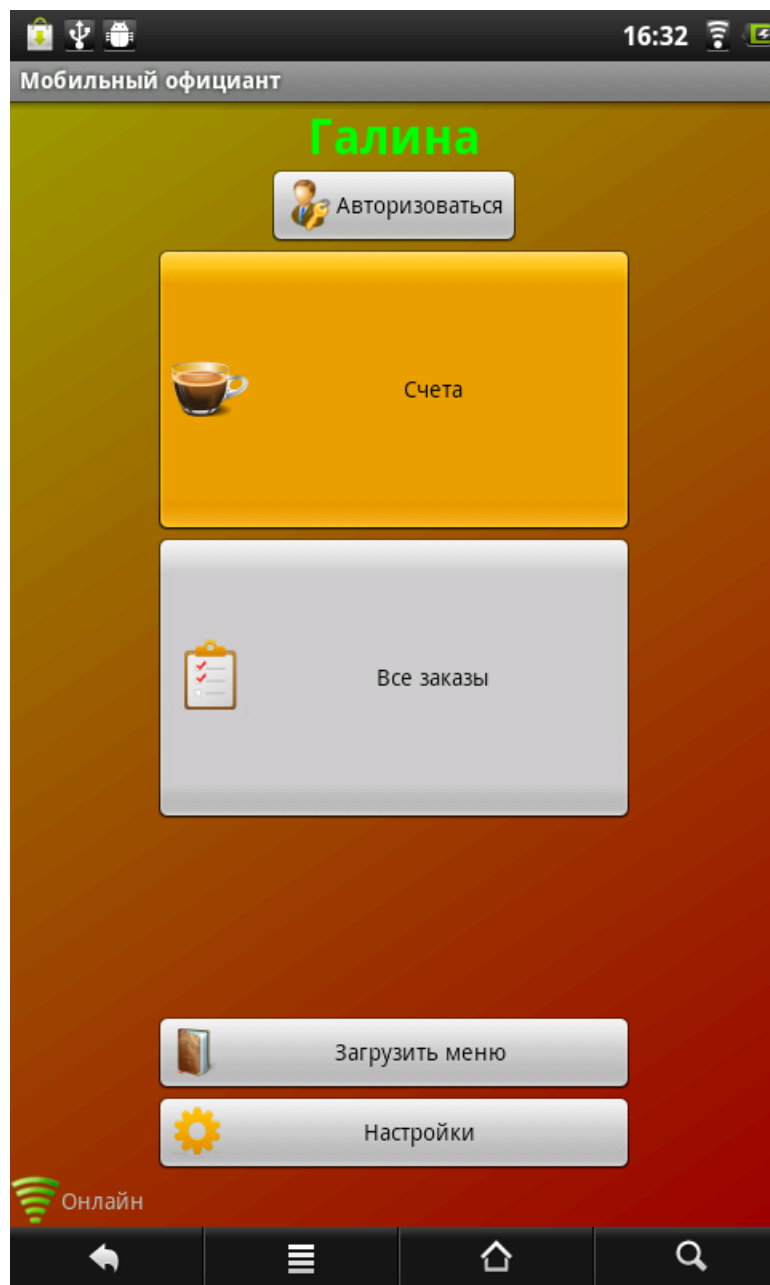 16:32
Мобильный официант
Галина
Авторизоваться
Счета
Все заказы
Загрузить меню
Настройки
Онлайн